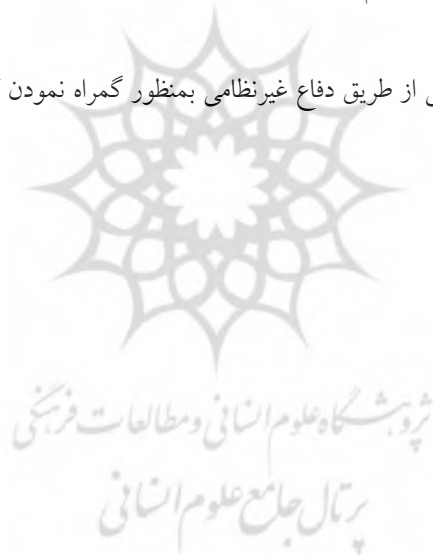 از طریق دفاع غیرنظامی بمنظور گمراه نمودن
پژوهشگاه علوم انسانی و مطالعات فرهنگی
پرتال جامع علوم انسانی